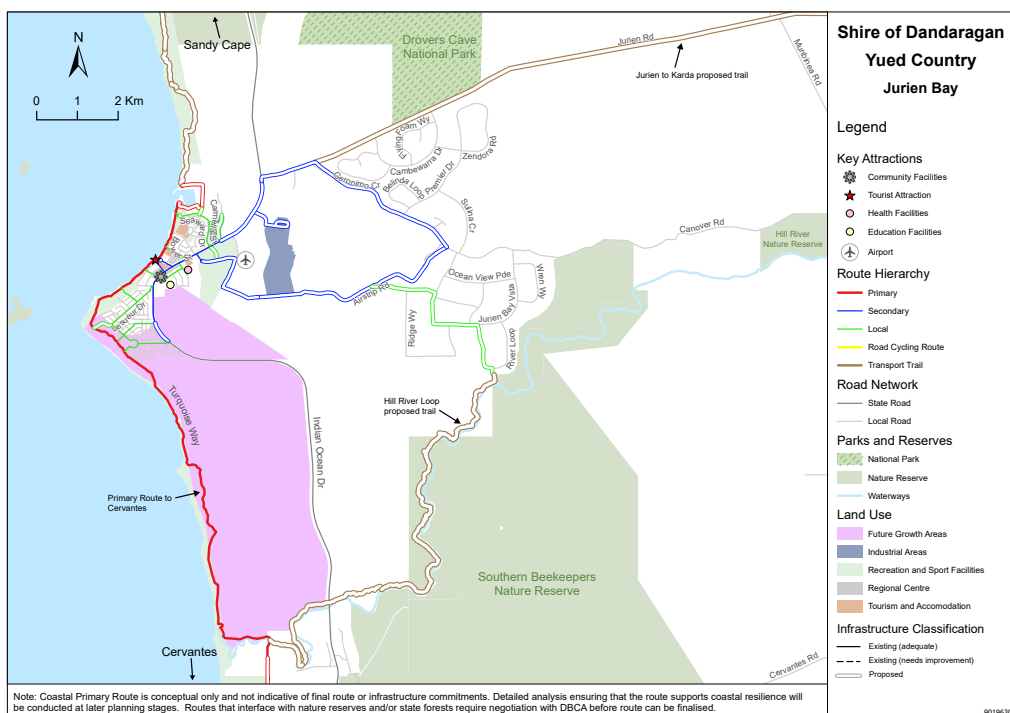 Sandy Cape
Drovers Cave
National Park
Jurien Rd
Munbinea Rd
Jurien to Karda proposed trail
N
0 1 2 Km
Flying Foam Wy
Zendora Rd
Cambewarra Dr
Premier Dr
Belinda Loop
Geronimo Cr
Sulina Cr
Canover Rd
Hill River
Nature Reserve
Ocean View Pde
Wren Wy
Jurien Bay Vsta
Airstrip Rd
Ridge Wy
River Loop
Lesueur Dr
Hill River Loop
proposed trail
Turquoise Way
Indian Ocean Dr
Primary Route to
Cervantes
Southern Beekeepers
Nature Reserve
Cervantes
Cervantes Rd
Note: Coastal Primary Route is conceptual only and not indicative of final route or infrastructure commitments. Detailed analysis ensuring that the route supports coastal resilience will
be conducted at later planning stages. Routes that interface with nature reserves and/or state forests require negotiation with DBCA before route can be finalised.
Shire of Dandaragan
Yued Country
Jurien Bay
Legend
Key Attractions
Community Facilities
Tourist Attraction
Health Facilities
Education Facilities
Airport
Route Hierarchy
Primary
Secondary
Local
Road Cycling Route
Transport Trail
Road Network
State Road
Local Road
Parks and Reserves
National Park
Nature Reserve
Waterways
Land Use
Future Growth Areas
Industrial Areas
Recreation and Sport Facilities
Regional Centre
Tourism and Accomodation
Infrastructure Classification
Existing (adequate)
Existing (needs improvement)
Proposed